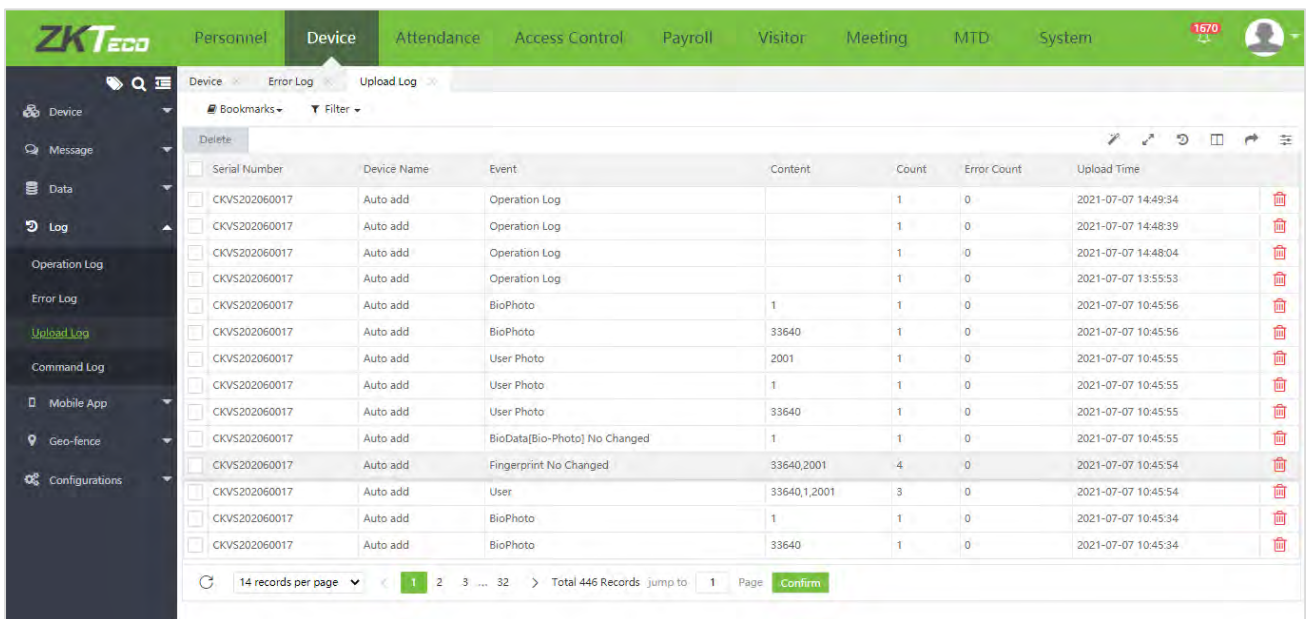 ZKTeco Personnel Device Attendance Access Control Payroll Visitor Meeting MTD System 1670
Device Error Log Upload Log
Bookmarks Filter
Delete
Device
Message
Data
Log
Operation Log
Error Log
Upload Log
Command Log
Mobile App
Geo-fence
Configurations
Serial Number Device Name Event Content Count Error Count Upload Time
CKVS202060017 Auto add Operation Log 1 0 2021-07-07 14:49:34
CKVS202060017 Auto add Operation Log 1 0 2021-07-07 14:48:39
CKVS202060017 Auto add Operation Log 1 0 2021-07-07 14:48:04
CKVS202060017 Auto add Operation Log 1 0 2021-07-07 13:55:53
CKVS202060017 Auto add BioPhoto 1 1 0 2021-07-07 10:45:56
CKVS202060017 Auto add BioPhoto 33640 1 0 2021-07-07 10:45:56
CKVS202060017 Auto add User Photo 2001 1 0 2021-07-07 10:45:55
CKVS202060017 Auto add User Photo 1 1 0 2021-07-07 10:45:55
CKVS202060017 Auto add User Photo 33640 1 0 2021-07-07 10:45:55
CKVS202060017 Auto add BioData[Bio-Photo] No Changed 1 1 0 2021-07-07 10:45:55
CKVS202060017 Auto add Fingerprint No Changed 33640,2001 4 0 2021-07-07 10:45:54
CKVS202060017 Auto add User 33640,1,2001 3 0 2021-07-07 10:45:54
CKVS202060017 Auto add BioPhoto 1 1 0 2021-07-07 10:45:34
CKVS202060017 Auto add BioPhoto 33640 1 0 2021-07-07 10:45:34
14 records per page < 1 2 3 ... 32 > Total 446 Records jump to 1 Page Confirm